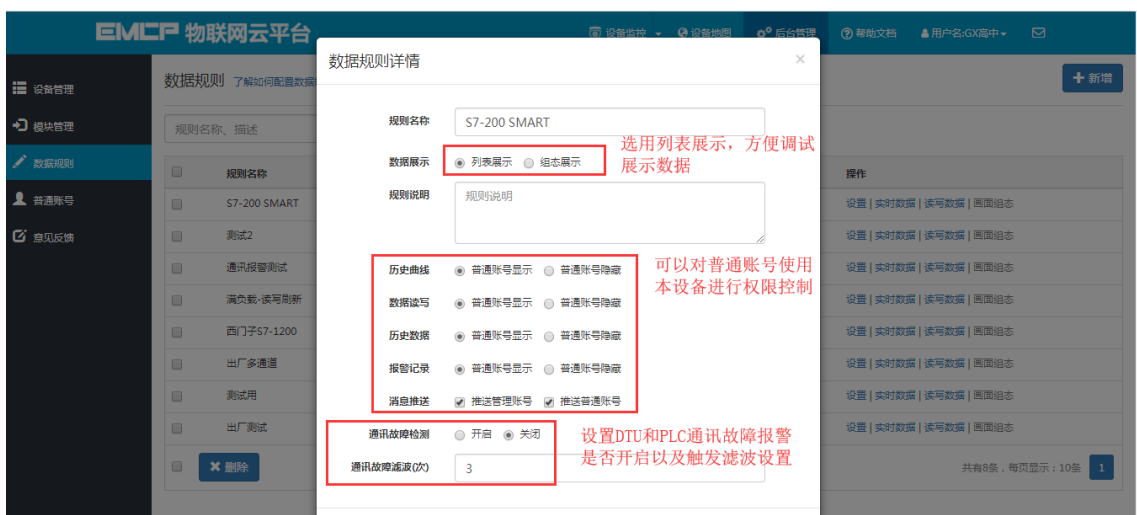 EMCP 物联网云平台
设备监控
设备地图
后台管理
帮助文档
用户名:GX高中
设备管理
模块管理
数据规则
普通账号
意见反馈
数据规则 了解如何配置数据
新增
规则名称、描述
规则名称
操作
S7-200 SMART
设置 | 实时数据 | 读写数据 | 画面组态
测试2
设置 | 实时数据 | 读写数据 | 画面组态
通讯报警测试
设置 | 实时数据 | 读写数据 | 画面组态
满负载-读写刷新
设置 | 实时数据 | 读写数据 | 画面组态
西门子S7-1200
设置 | 实时数据 | 读写数据 | 画面组态
出厂多通道
设置 | 实时数据 | 读写数据 | 画面组态
测试用
设置 | 实时数据 | 读写数据 | 画面组态
出厂测试
设置 | 实时数据 | 读写数据 | 画面组态
删除
共有8条，每页显示：10条
1
数据规则详情
×
规则名称
S7-200 SMART
数据展示
列表展示 组态展示
选用列表展示，方便调试
展示数据
规则说明
规则说明
历史曲线 普通账号显示 普通账号隐藏
数据读写 普通账号显示 普通账号隐藏
历史数据 普通账号显示 普通账号隐藏
报警记录 普通账号显示 普通账号隐藏
消息推送 推送管理账号 推送普通账号
可以对普通账号使用
本设备进行权限控制
通讯故障检测 开启 关闭
通讯故障滤波(次) 3
设置DTU和PLC通讯故障报警
是否开启以及触发滤波设置